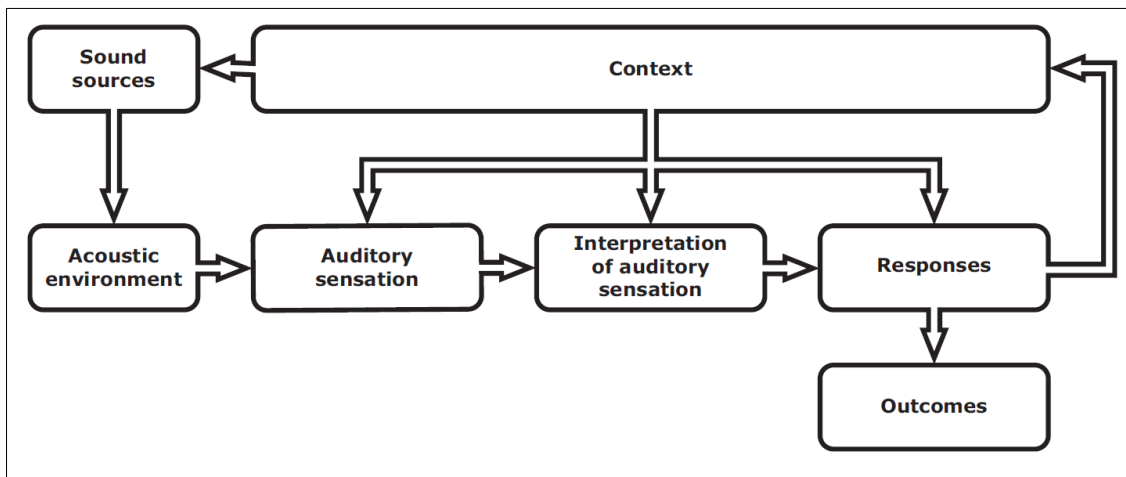 Sound
sources
Context
Acoustic
environment
Auditory
sensation
Interpretation
of auditory
sensation
Responses
Outcomes